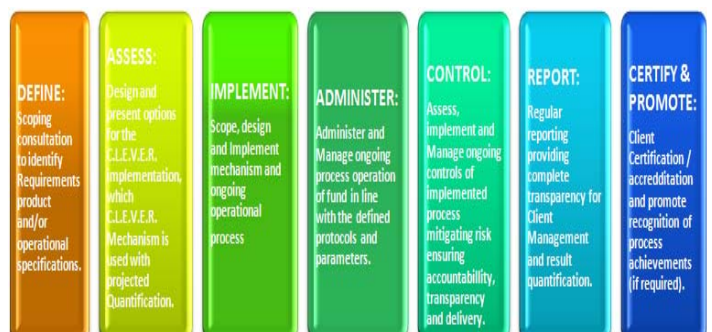 DEFINE:
Scoping
consultation
to identify
Requirements
product
and/or
operational
specifications.
ASSESS:
Design and
present options
for the
C.L.E.V.E.R.
implementation,
which
C.L.E.V.E.R.
Mechanism is
used with
projected
Quantification.
IMPLEMENT:
Scope, design
and Implement
mechanism and
ongoing
operational
process
ADMINISTER:
Administer and
Manage ongoing
process operation
of fund in line
with the defined
protocols and
parameters.
CONTROL:
Assess,
implement and
Manage ongoing
controls of
implemented
process
mitigating risk
ensuring
accountabillity,
transparency
and delivery.
REPORT:
Regular
reporting
providing
complete
transparency for
Client
Management
and result
quantification.
CERTIFY &
PROMOTE:
Client
Certification /
accredditation
and promote
recognition of
process
achievements
(if required).